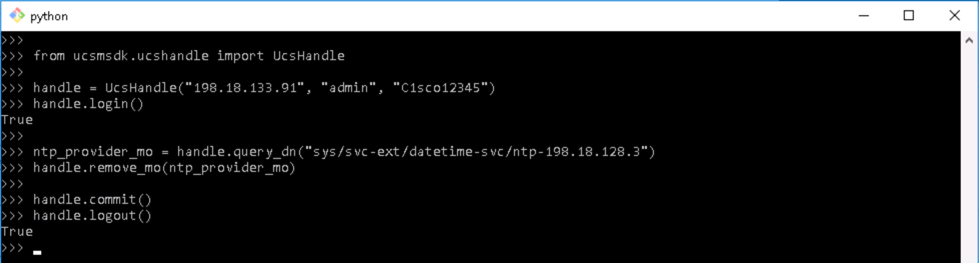 python
>>>
>>> from ucsmsdk.ucshandle import UcsHandle
>>>
>>> handle = UcsHandle("198.18.133.91", "admin", "C1sco12345")
>>> handle.login()
True
>>>
>>> ntp_provider_mo = handle.query_dn("sys/svc-ext/datetime-svc/ntp-198.18.128.3")
>>> handle.remove_mo(ntp_provider_mo)
>>>
>>> handle.commit()
>>> handle.logout()
True
>>>